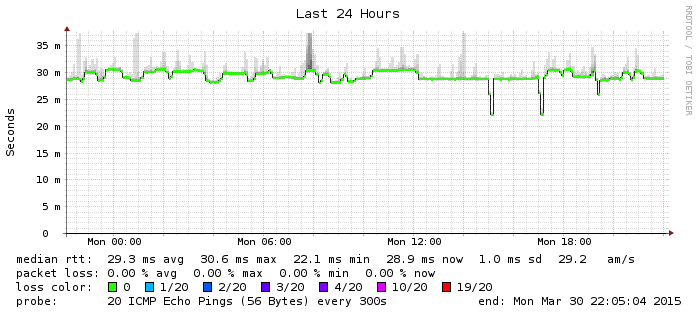 Last 24 Hours
RRDTOOL / TOBI OETIKER
Seconds
35 m
30 m
25 m
20 m
15 m
10 m
5 m
0
Mon 00:00 Mon 06:00 Mon 12:00 Mon 18:00
median rtt: 29.3 ms avg 30.6 ms max 22.1 ms min 28.9 ms now 1.0 ms sd 29.2 am/s
packet loss: 0.00 % avg 0.00 % max 0.00 % min 0.00 % now
loss color: 0 1/20 2/20 3/20 4/20 10/20 19/20
probe: 20 ICMP Echo Pings (56 Bytes) every 300s end: Mon Mar 30 22:05:04 2015